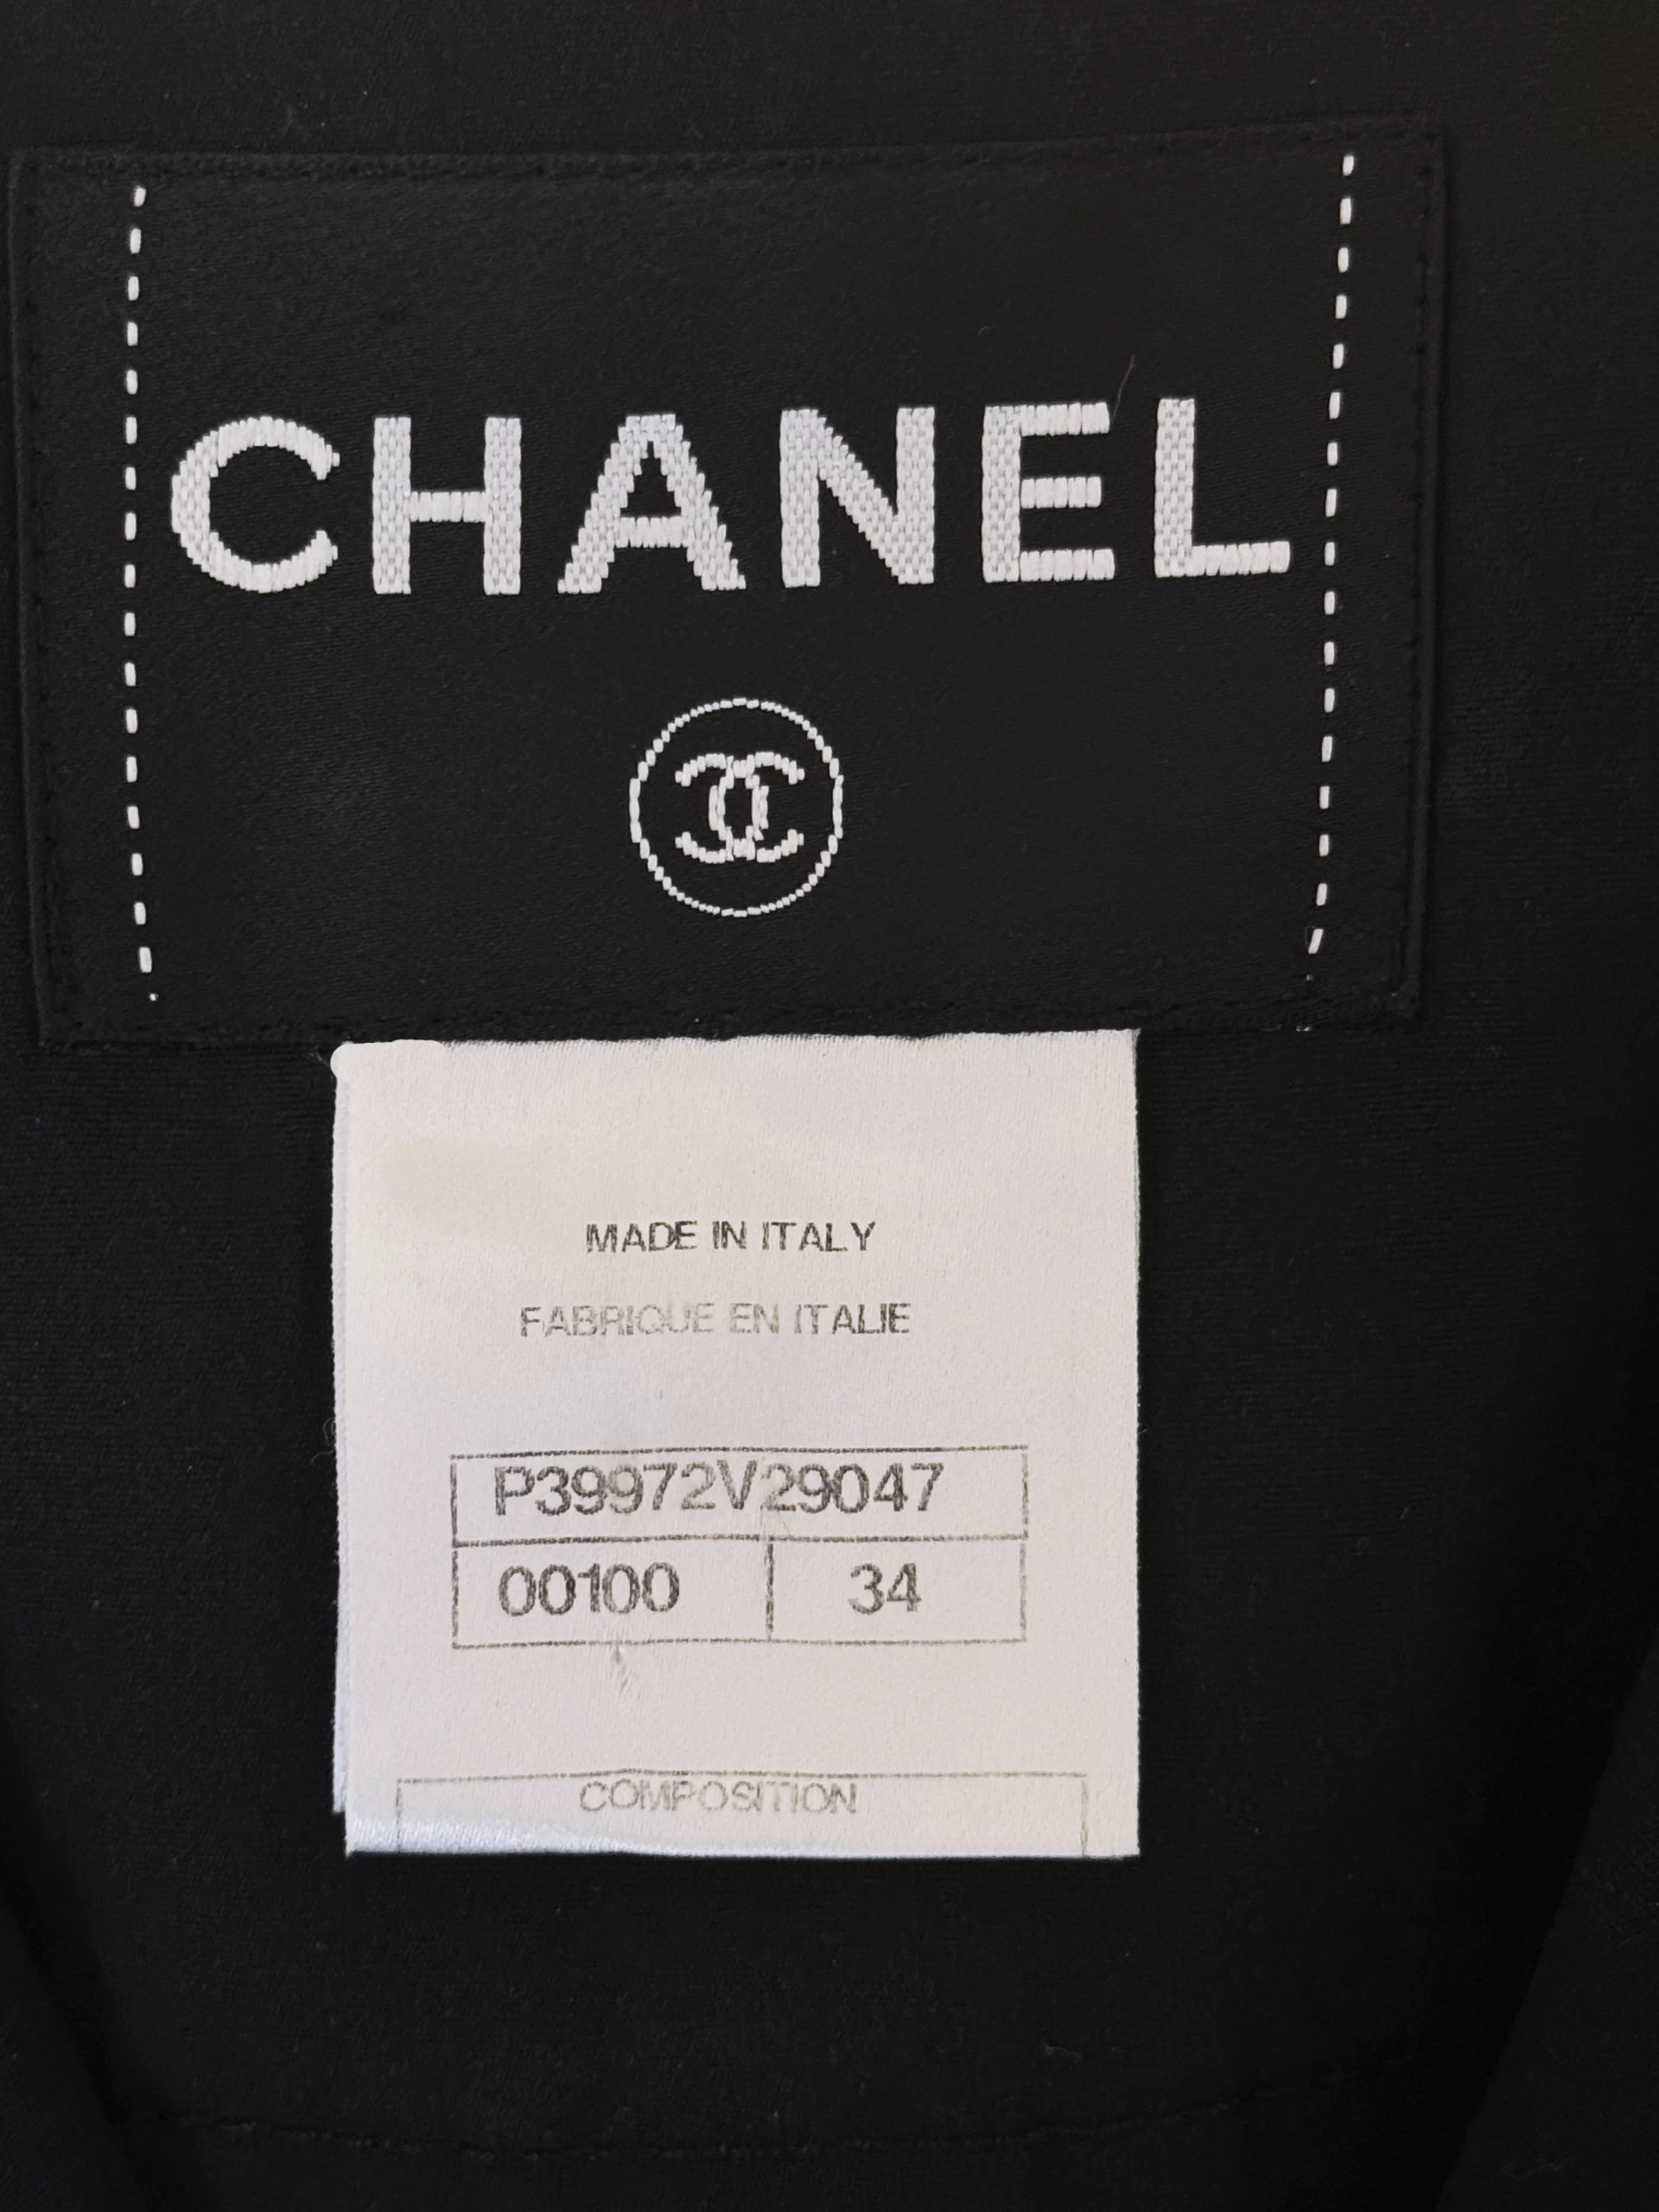 CHANEL
MADE IN ITALY
FABRIQUE EN ITALIE
P39972V29047
00100 34
COMPOSITION